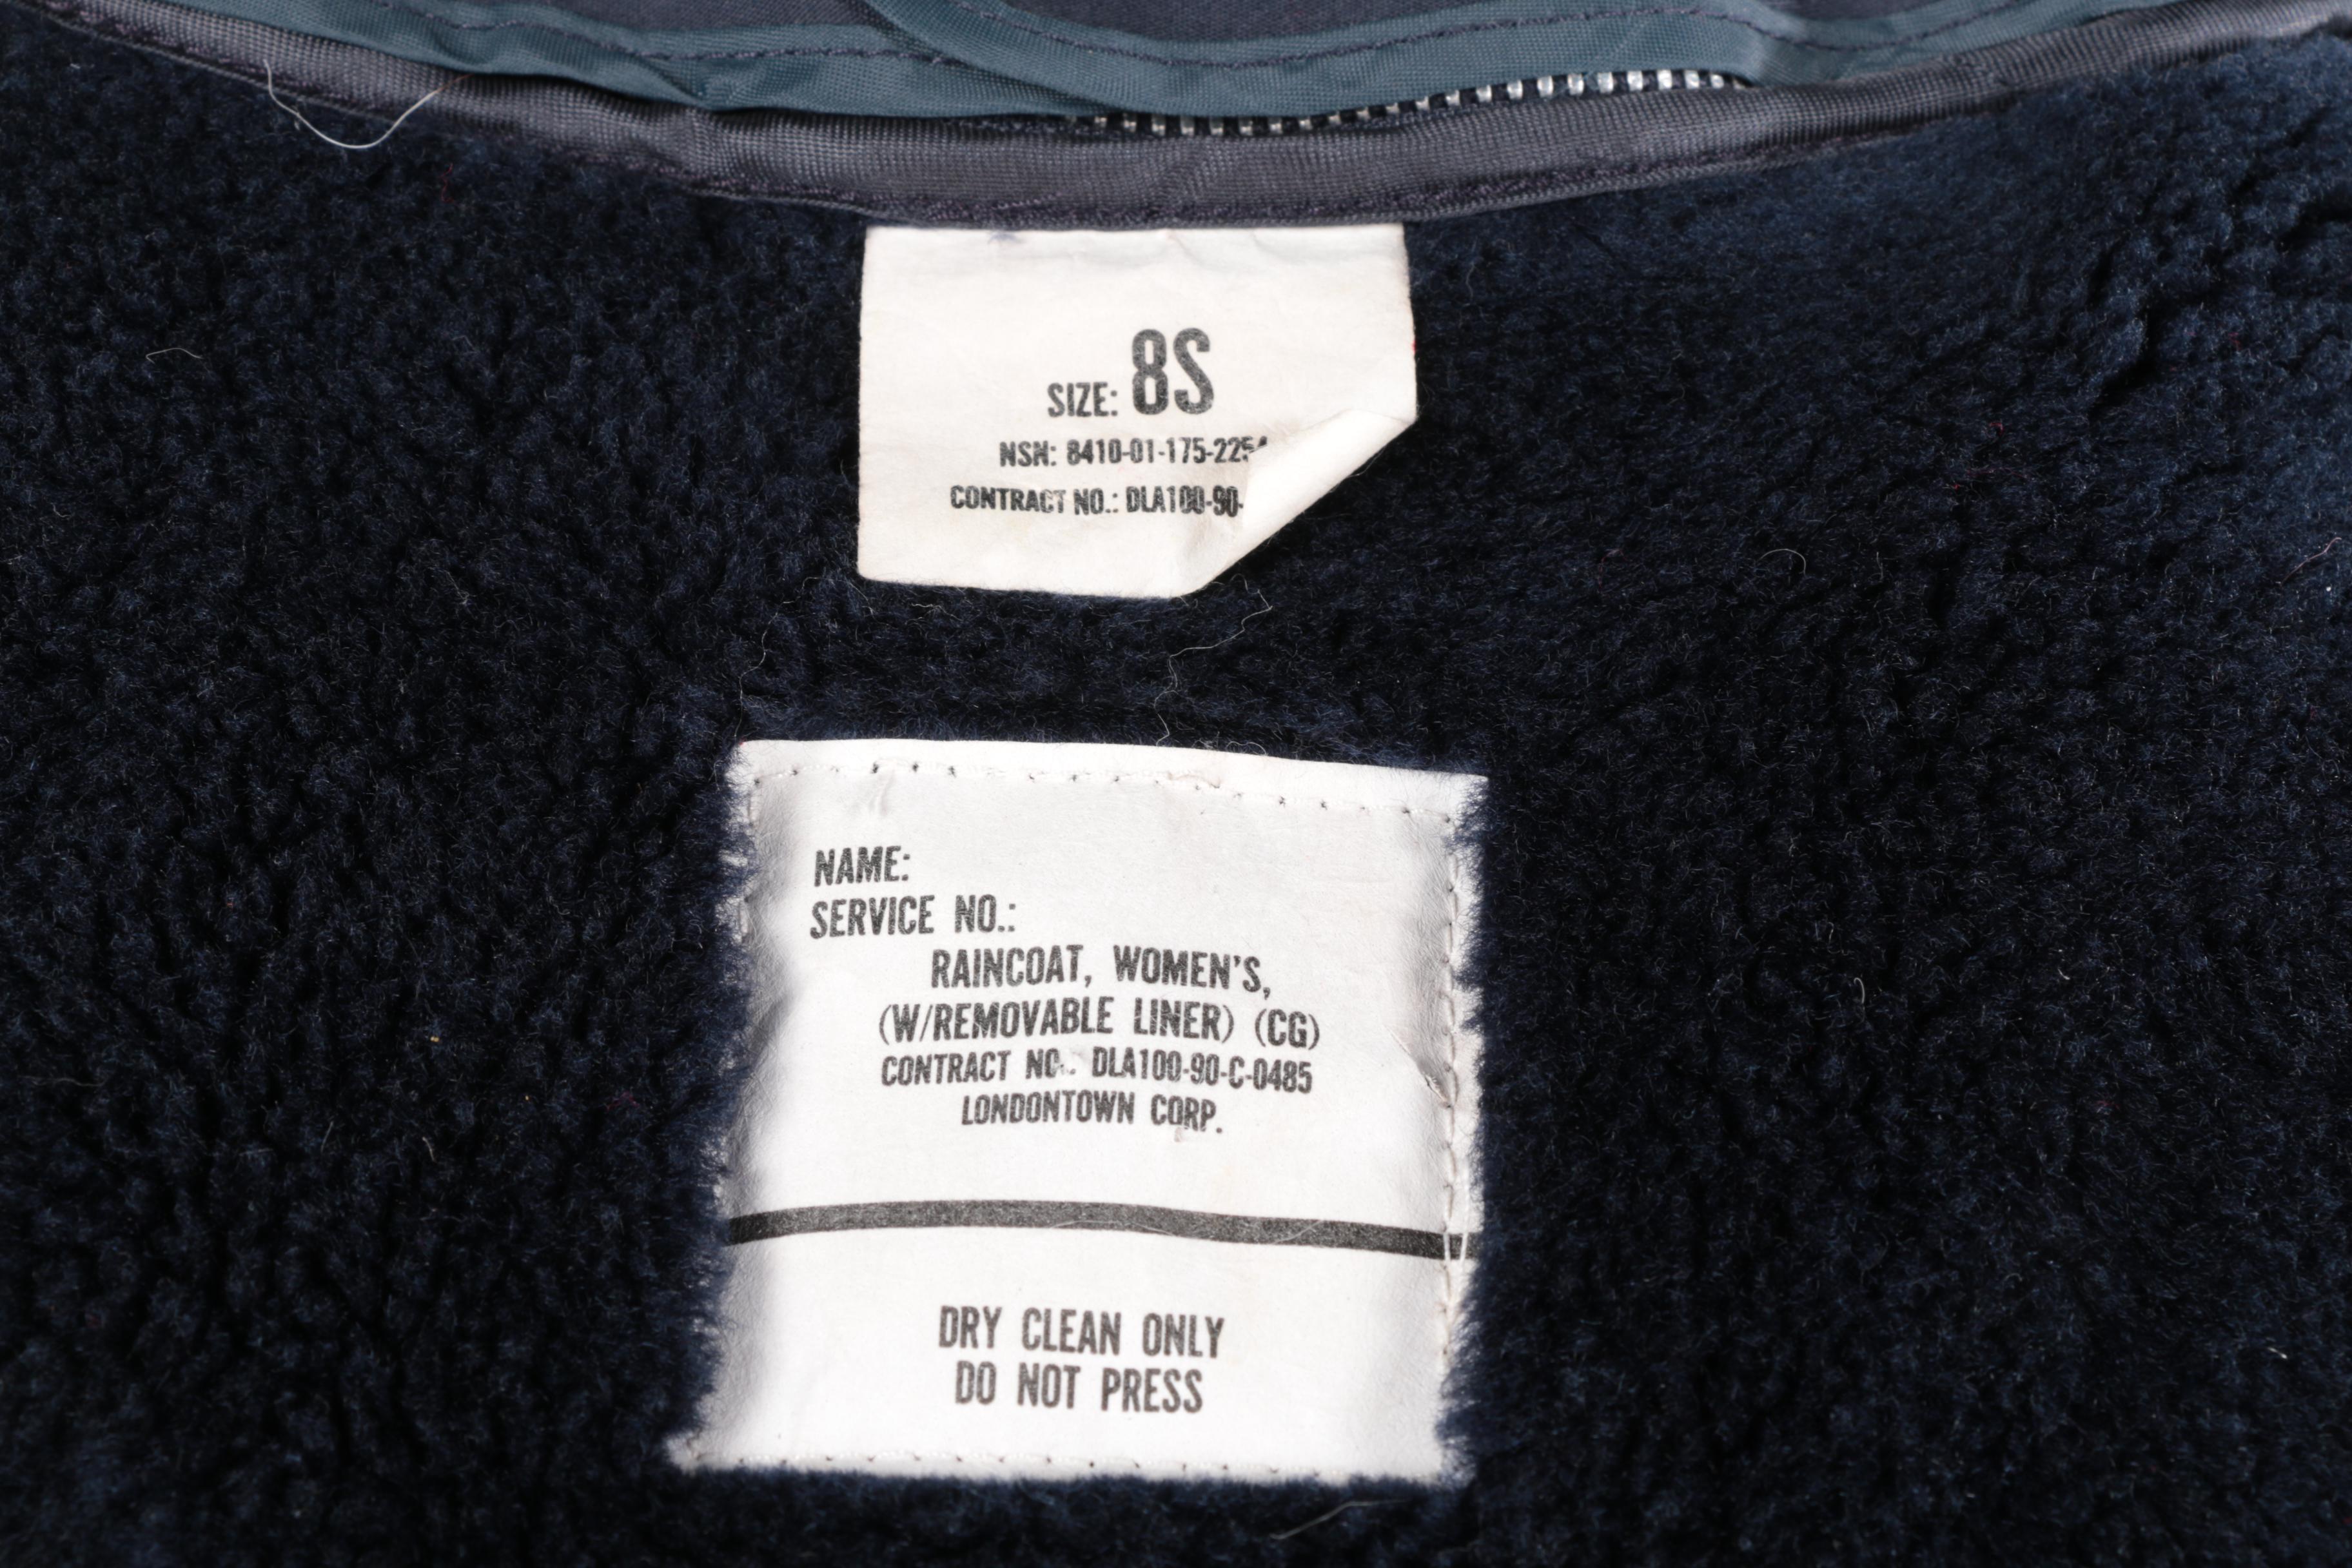 SIZE: 8S
NSN: 8410-01-175-2254
CONTRACT NO.: DLA100-90-
NAME:
SERVICE NO.:
RAINCOAT, WOMEN'S,
(W/REMOVABLE LINER) (CG)
CONTRACT NO.: DLA100-90-C-0485
LONDONTOWN CORP.
DRY CLEAN ONLY
DO NOT PRESS